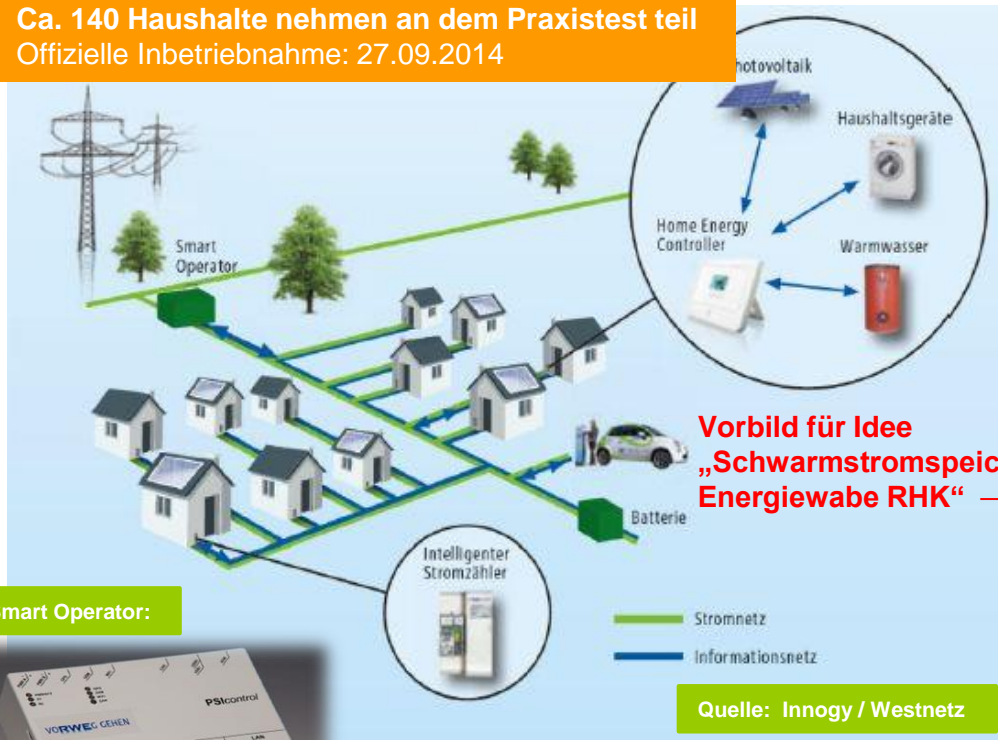 Ca. 140 Haushalte nehmen an dem Praxistest teil
Offizielle Inbetriebnahme: 27.09.2014
hotovoltaik
Haushaltsgeräte
Home Energy
Controller
Warmwasser
Smart
Operator
Vorbild für Idee
„Schwarmstromspeic
Energiewabe RHK“
Batterie
Intelligenter
Stromzähler
Smart Operator:
Stromnetz
Informationsnetz
PSIcontrol
VORWEG GEHEN
LAN
Quelle: Innogy / Westnetz